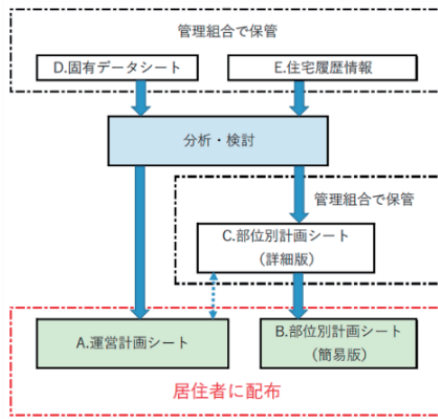 管理組合で保管
D.固有データシート
E.住宅履歴情報
分析・検討
管理組合で保管
C.部位別計画シート
(詳細版)
A.運営計画シート
B.部位別計画シート
(簡易版)
居住者に配布